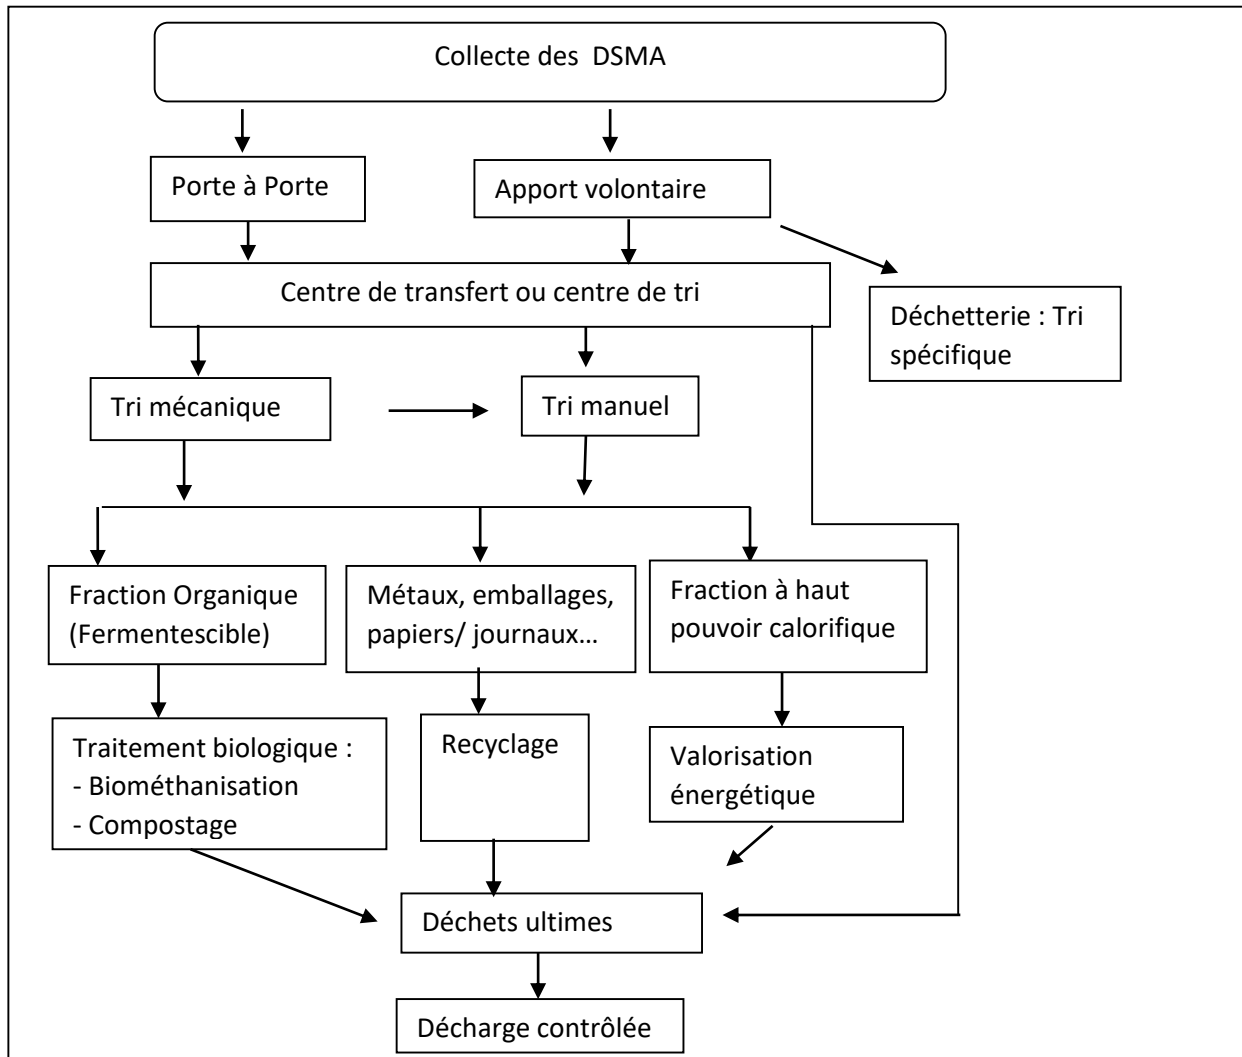 Collecte des  DSMA
Porte à Porte
Apport volontaire
Centre de transfert ou centre de tri
Déchetterie : Tri
spécifique
Tri mécanique
Tri manuel
Fraction Organique
(Fermentescible)
Métaux, emballages,
papiers/ journaux…
Fraction à haut
pouvoir calorifique
Traitement biologique :
- Biométhanisation
- Compostage
Recyclage
Valorisation
énergétique
Déchets ultimes
Décharge contrôlée